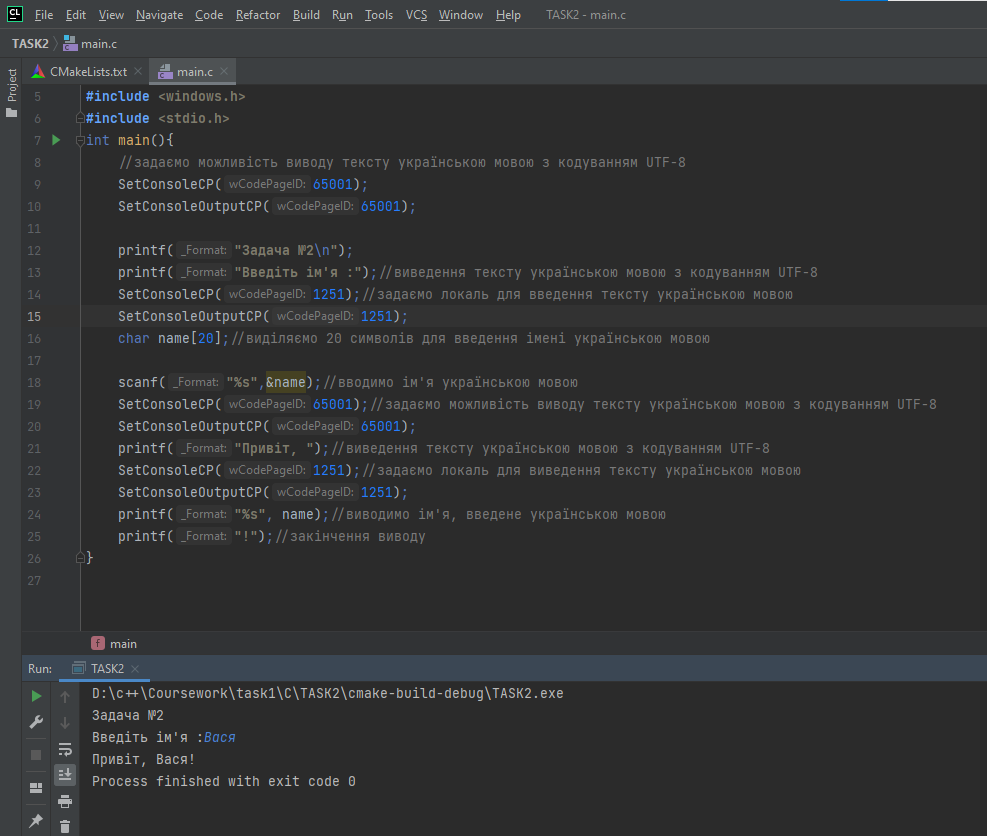 CL File Edit View Navigate Code Refactor Build Run Tools VCS Window Help TASK2 - main.c
TASK2 main.c
Project
CMakeLists.txt main.c
5 #include <windows.h>
6 #include <stdio.h>
7 int main(){
8 //задаємо можливість виводу тексту українською мовою з кодуванням UTF-8
9 SetConsoleCP( wCodePageID: 65001);
10 SetConsoleOutputCP( wCodePageID: 65001);
11
12 printf( _Format: "Задача №2\n");
13 printf( _Format: "Введіть ім'я :");//виведення тексту українською мовою з кодуванням UTF-8
14 SetConsoleCP( wCodePageID: 1251);//задаємо локаль для введення тексту українською мовою
15 SetConsoleOutputCP( wCodePageID: 1251);
16 char name[20];//виділяємо 20 символів для введення імені українською мовою
17
18 scanf( _Format: "%s",&name);//вводимо ім'я українською мовою
19 SetConsoleCP( wCodePageID: 65001);//задаємо можливість виводу тексту українською мовою з кодуванням UTF-8
20 SetConsoleOutputCP( wCodePageID: 65001);
21 printf( _Format: "Привіт, ");//виведення тексту українською мовою з кодуванням UTF-8
22 SetConsoleCP( wCodePageID: 1251);//задаємо локаль для виведення тексту українською мовою
23 SetConsoleOutputCP( wCodePageID: 1251);
24 printf( _Format: "%s", name);//виводимо ім'я, введене українською мовою
25 printf( _Format: "!");//закінчення виводу
26 }
27
f main
Run: TASK2
D:\c++\Coursework\task1\C\TASK2\cmake-build-debug\TASK2.exe
Задача №2
Введіть ім'я :Вася
Привіт, Вася!
Process finished with exit code 0